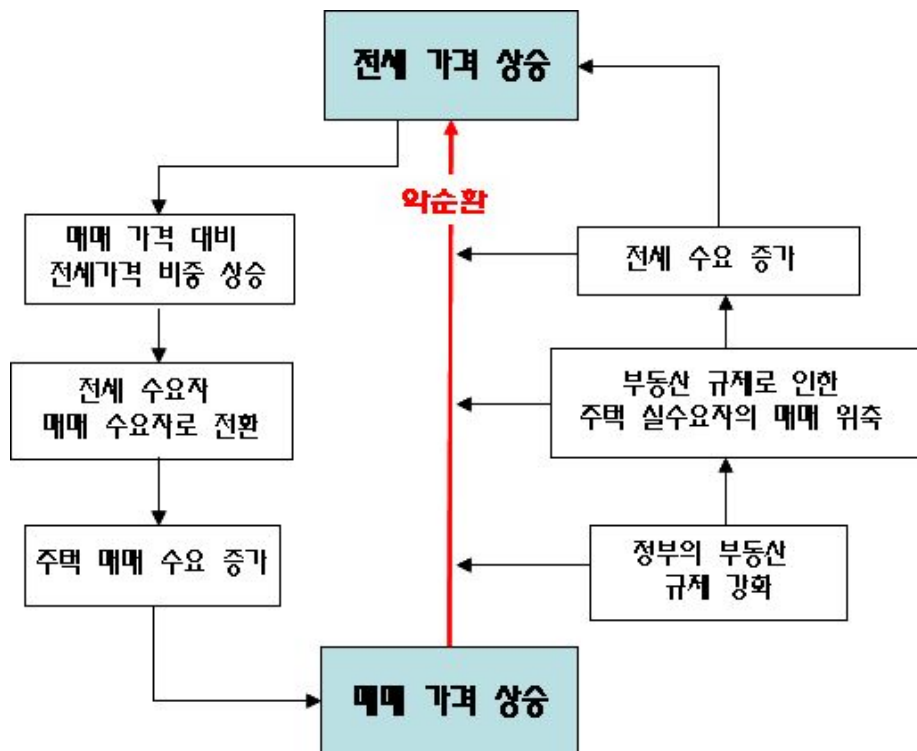 전세 가격 상승
악순환
매매 가격 대비
전세가격 비중 상승
전세 수요 증가
전세 수요자
매매 수요자로 전환
부동산 규제로 인한
주택 실수요자의 매매 위축
주택 매매 수요 증가
정부의 부동산
규제 강화
매매 가격 상승